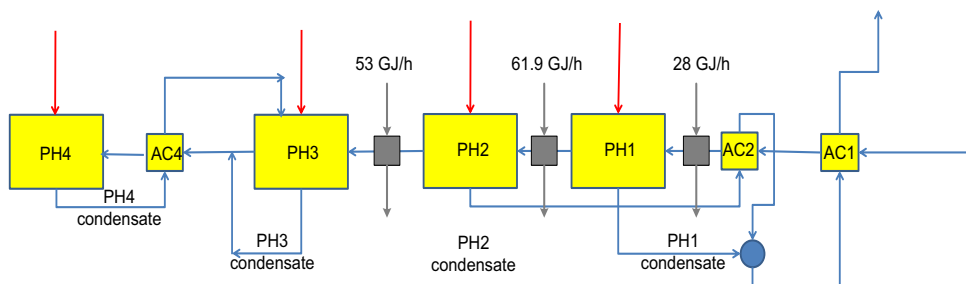 53 GJ/h
61.9 GJ/h
28 GJ/h
PH4
AC4
PH3
PH2
PH1
AC2
AC1
PH4
condensate
PH3
condensate
PH2
condensate
PH1
condensate